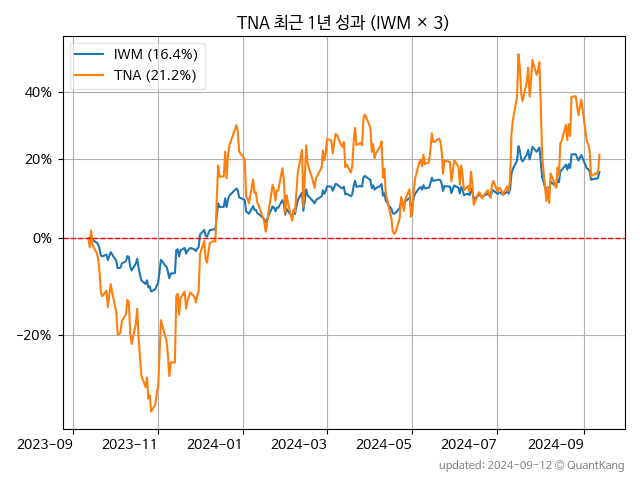 TNA 최근 1년 성과 (IWM × 3)
IWM (16.4%)
TNA (21.2%)
40%
20%
0%
−20%
2023-09 2023-11 2024-01 2024-03 2024-05 2024-07 2024-09
updated: 2024-09-12 © QuantKang